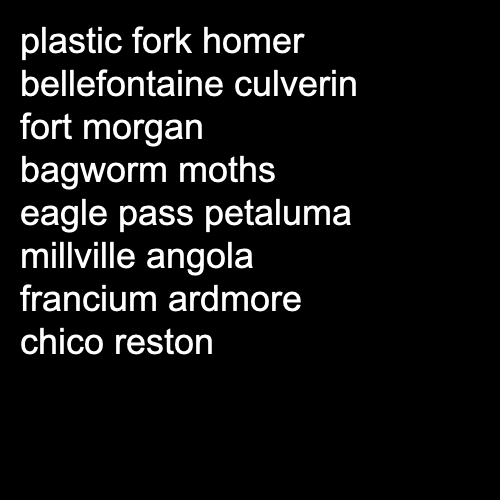 plastic fork homer
bellefontaine culverin
fort morgan
bagworm moths
eagle pass petaluma
millville angola
francium ardmore
chico reston